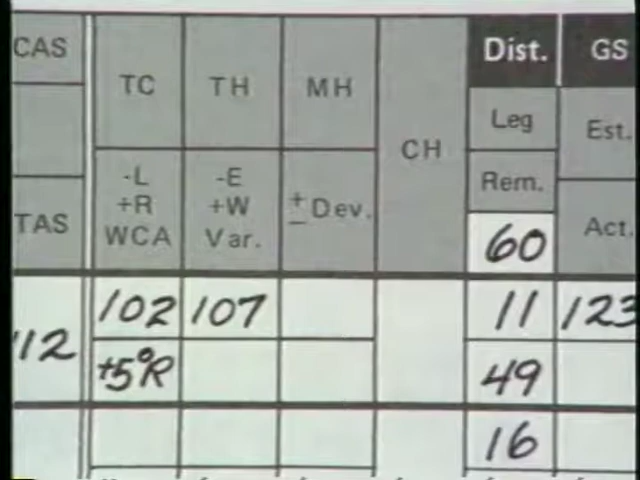 CAS TC TH MH CH Dist. GS
Leg Est.
-L -E
+R +W ± Dev. Rem.
TAS WCA Var. 60 Act.
112 102 107 11 123
+5°R 49
16